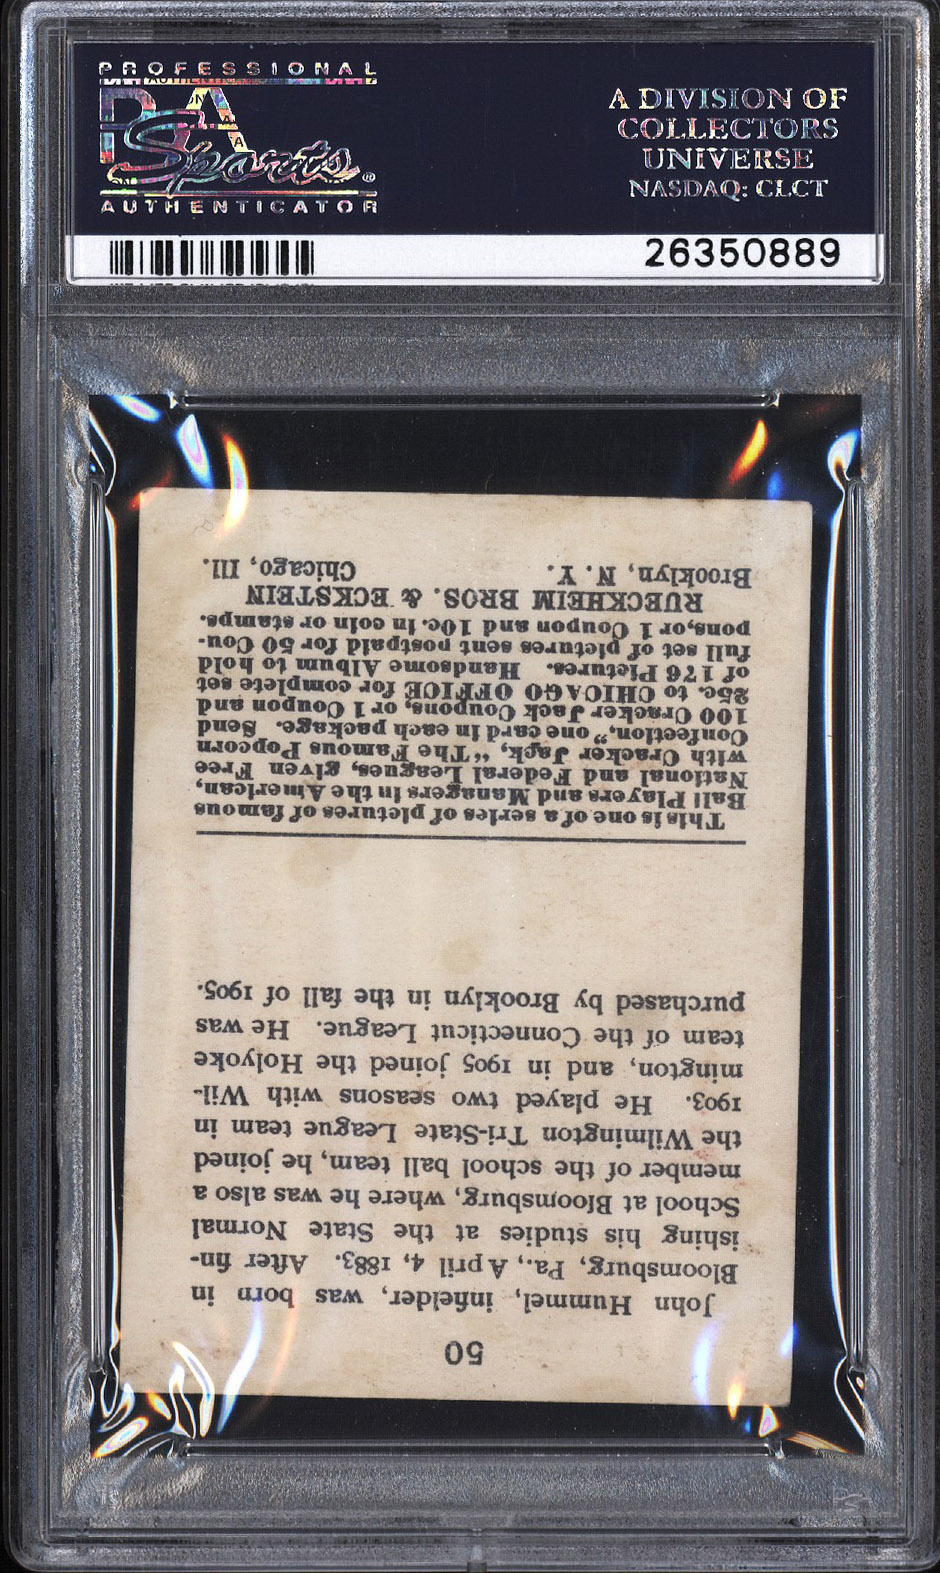 PROFESSIONAL
PSA
Sports®
AUTHENTICATOR
A DIVISION OF
COLLECTORS
UNIVERSE
NASDAQ: CLCT
26350889
50
John Hummel, infielder, was born in
Bloomsburg, Pa., April 4, 1883. After fin-
ishing his studies at the State Normal
School at Bloomsburg, where he was also a
member of the school ball team, he joined
the Wilmington Tri-State League team in
1903. He played two seasons with Wil-
mington, and in 1905 joined the Holyoke
team of the Connecticut League. He was
purchased by Brooklyn in the fall of 1905.
This is one of a series of pictures of famous
Ball Players and Managers in the American,
National and Federal Leagues, given Free
with Cracker Jack, "The Famous Popcorn
Confection," one card in each package. Send
100 Cracker Jack Coupons, or 1 Coupon and
25c. to CHICAGO OFFICE for complete set
of 176 Pictures. Handsome Album to hold
full set of pictures sent postpaid for 50 Cou-
pons, or 1 Coupon and 10c. in coin or stamps.
RUECKHEIM BROS. & ECKSTEIN
Brooklyn, N. Y. Chicago, Ill.